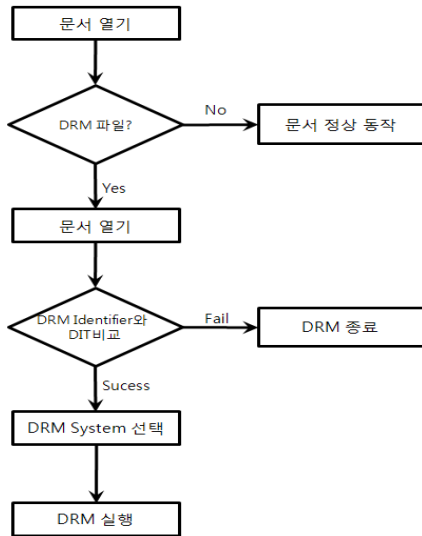 문서 열기
DRM 파일?
No
문서 정상 동작
Yes
문서 열기
DRM Identifier와
DIT비교
Fail
DRM 종료
Sucess
DRM System 선택
DRM 실행